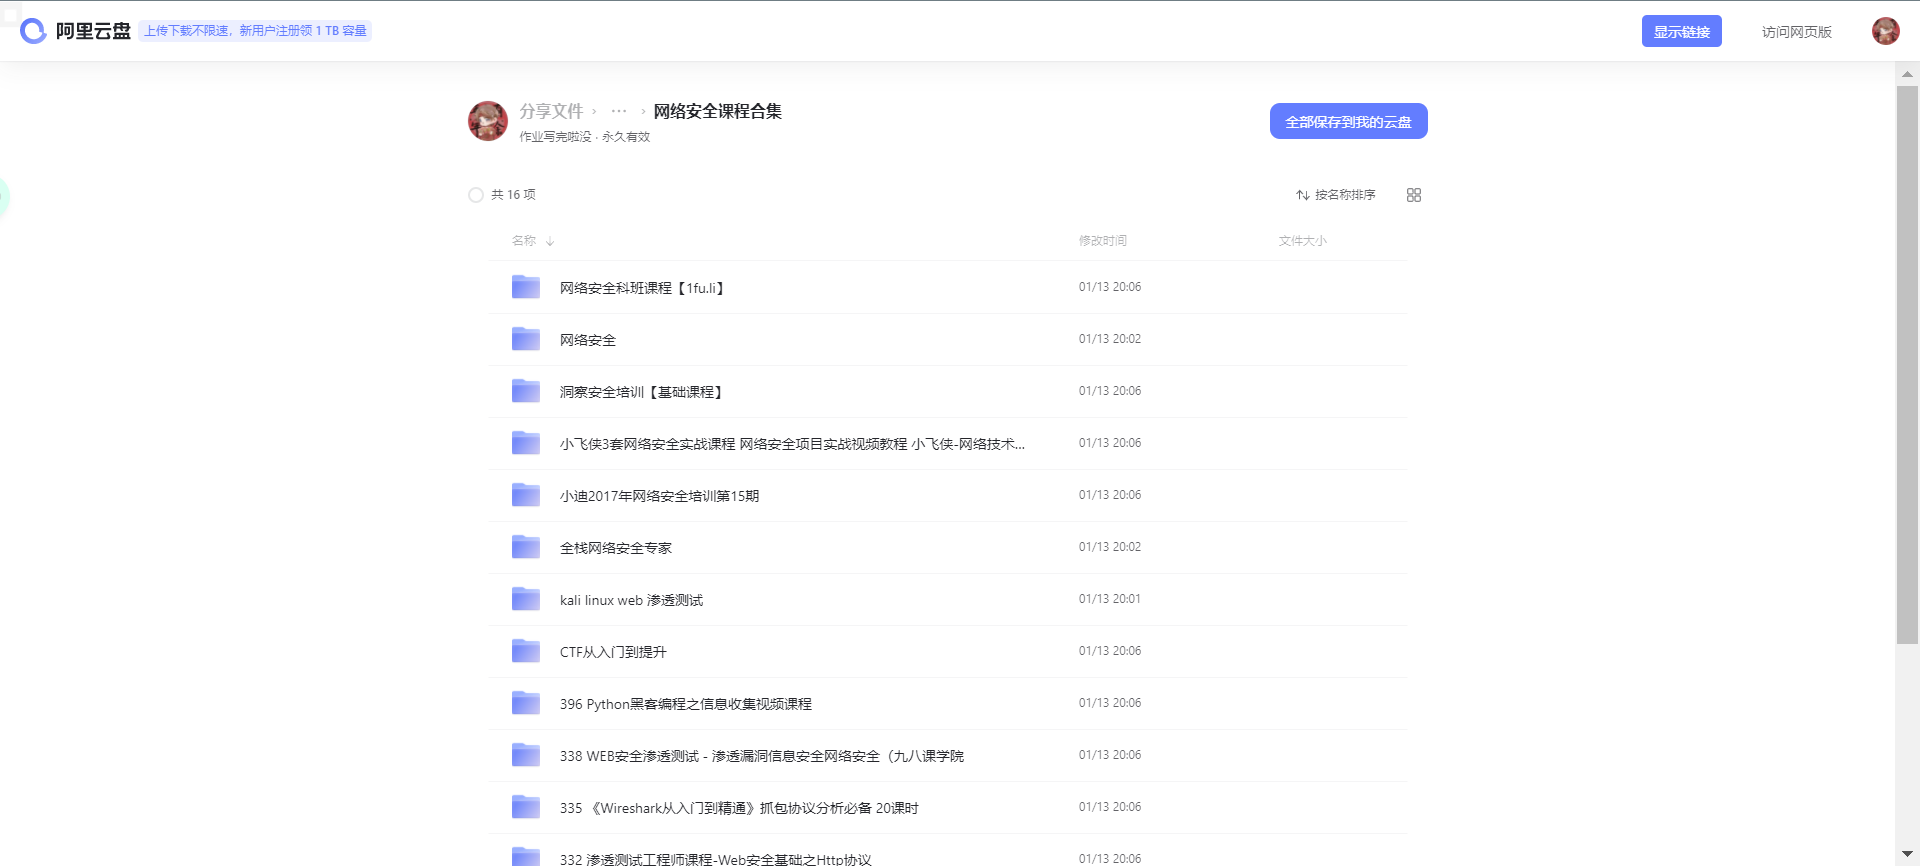 阿里云盘 上传下载不限速，新用户注册领 1 TB 容量 显示链接 访问网页版
分享文件 › ··· › 网络安全课程合集
作业写完啦没 · 永久有效
全部保存到我的云盘
共 16 项 按名称排序
名称 修改时间 文件大小
网络安全科班课程【1fu.li】 01/13 20:06
网络安全 01/13 20:02
洞察安全培训【基础课程】 01/13 20:06
小飞侠3套网络安全实战课程 网络安全项目实战视频教程 小飞侠-网络技术... 01/13 20:06
小迪2017年网络安全培训第15期 01/13 20:06
全栈网络安全专家 01/13 20:02
kali linux web 渗透测试 01/13 20:01
CTF从入门到提升 01/13 20:06
396 Python黑客编程之信息收集视频课程 01/13 20:06
338 WEB安全渗透测试 - 渗透漏洞信息安全网络安全（九八课学院 01/13 20:06
335 《Wireshark从入门到精通》抓包协议分析必备 20课时 01/13 20:06
332 渗透测试工程师课程-Web安全基础之Http协议 01/13 20:06